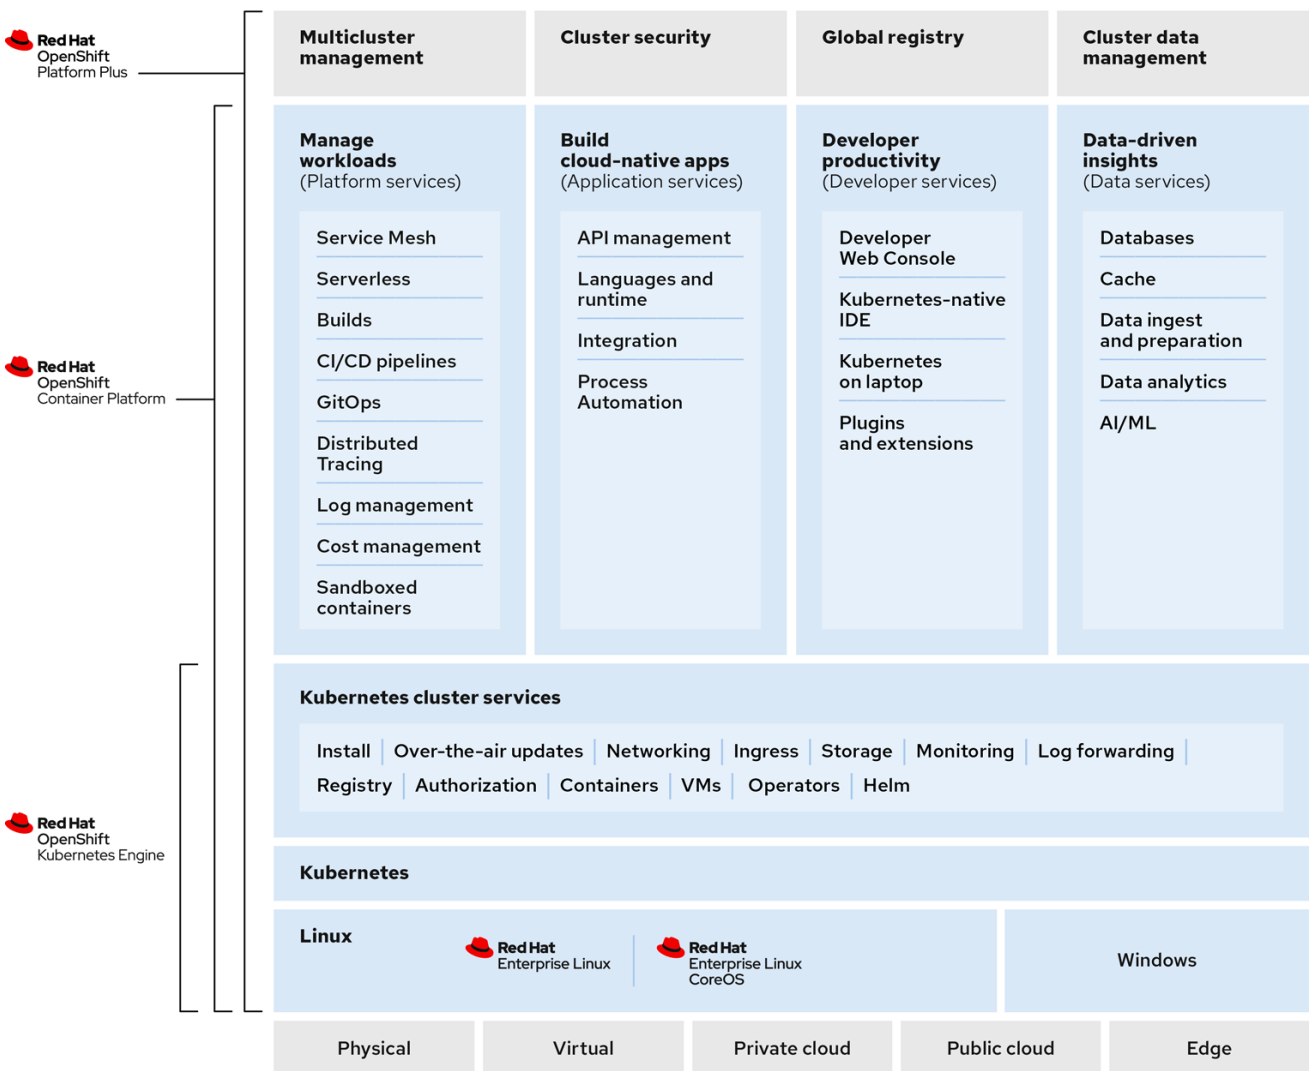 Red Hat
OpenShift
Platform Plus
Multicluster
management
Cluster security
Global registry
Cluster data
management
Red Hat
OpenShift
Container Platform
Manage
workloads
(Platform services)
Service Mesh
Serverless
Builds
CI/CD pipelines
GitOps
Distributed
Tracing
Log management
Cost management
Sandboxed
containers
Build
cloud-native apps
(Application services)
API management
Languages and
runtime
Integration
Process
Automation
Developer
productivity
(Developer services)
Developer
Web Console
Kubernetes-native
IDE
Kubernetes
on laptop
Plugins
and extensions
Data-driven
insights
(Data services)
Databases
Cache
Data ingest
and preparation
Data analytics
AI/ML
Red Hat
OpenShift
Kubernetes Engine
Kubernetes cluster services
Install | Over-the-air updates | Networking | Ingress | Storage | Monitoring | Log forwarding |
Registry | Authorization | Containers | VMs | Operators | Helm
Kubernetes
Linux
Red Hat
Enterprise Linux
Red Hat
Enterprise Linux
CoreOS
Windows
Physical
Virtual
Private cloud
Public cloud
Edge